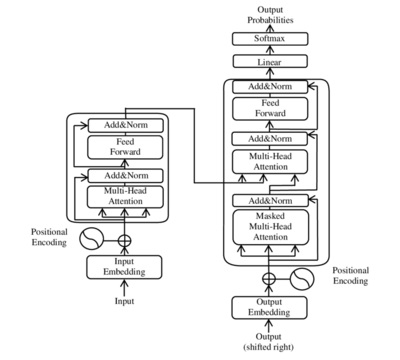 Output
Probabilities
Softmax
Linear
Add&Norm
Feed
Forward
Add&Norm
Multi-Head
Attention
Add&Norm
Masked
Multi-Head
Attention
Positional
Encoding
Output
Embedding
Output
(shifted right)
Add&Norm
Feed
Forward
Add&Norm
Multi-Head
Attention
Positional
Encoding
Input
Embedding
Input